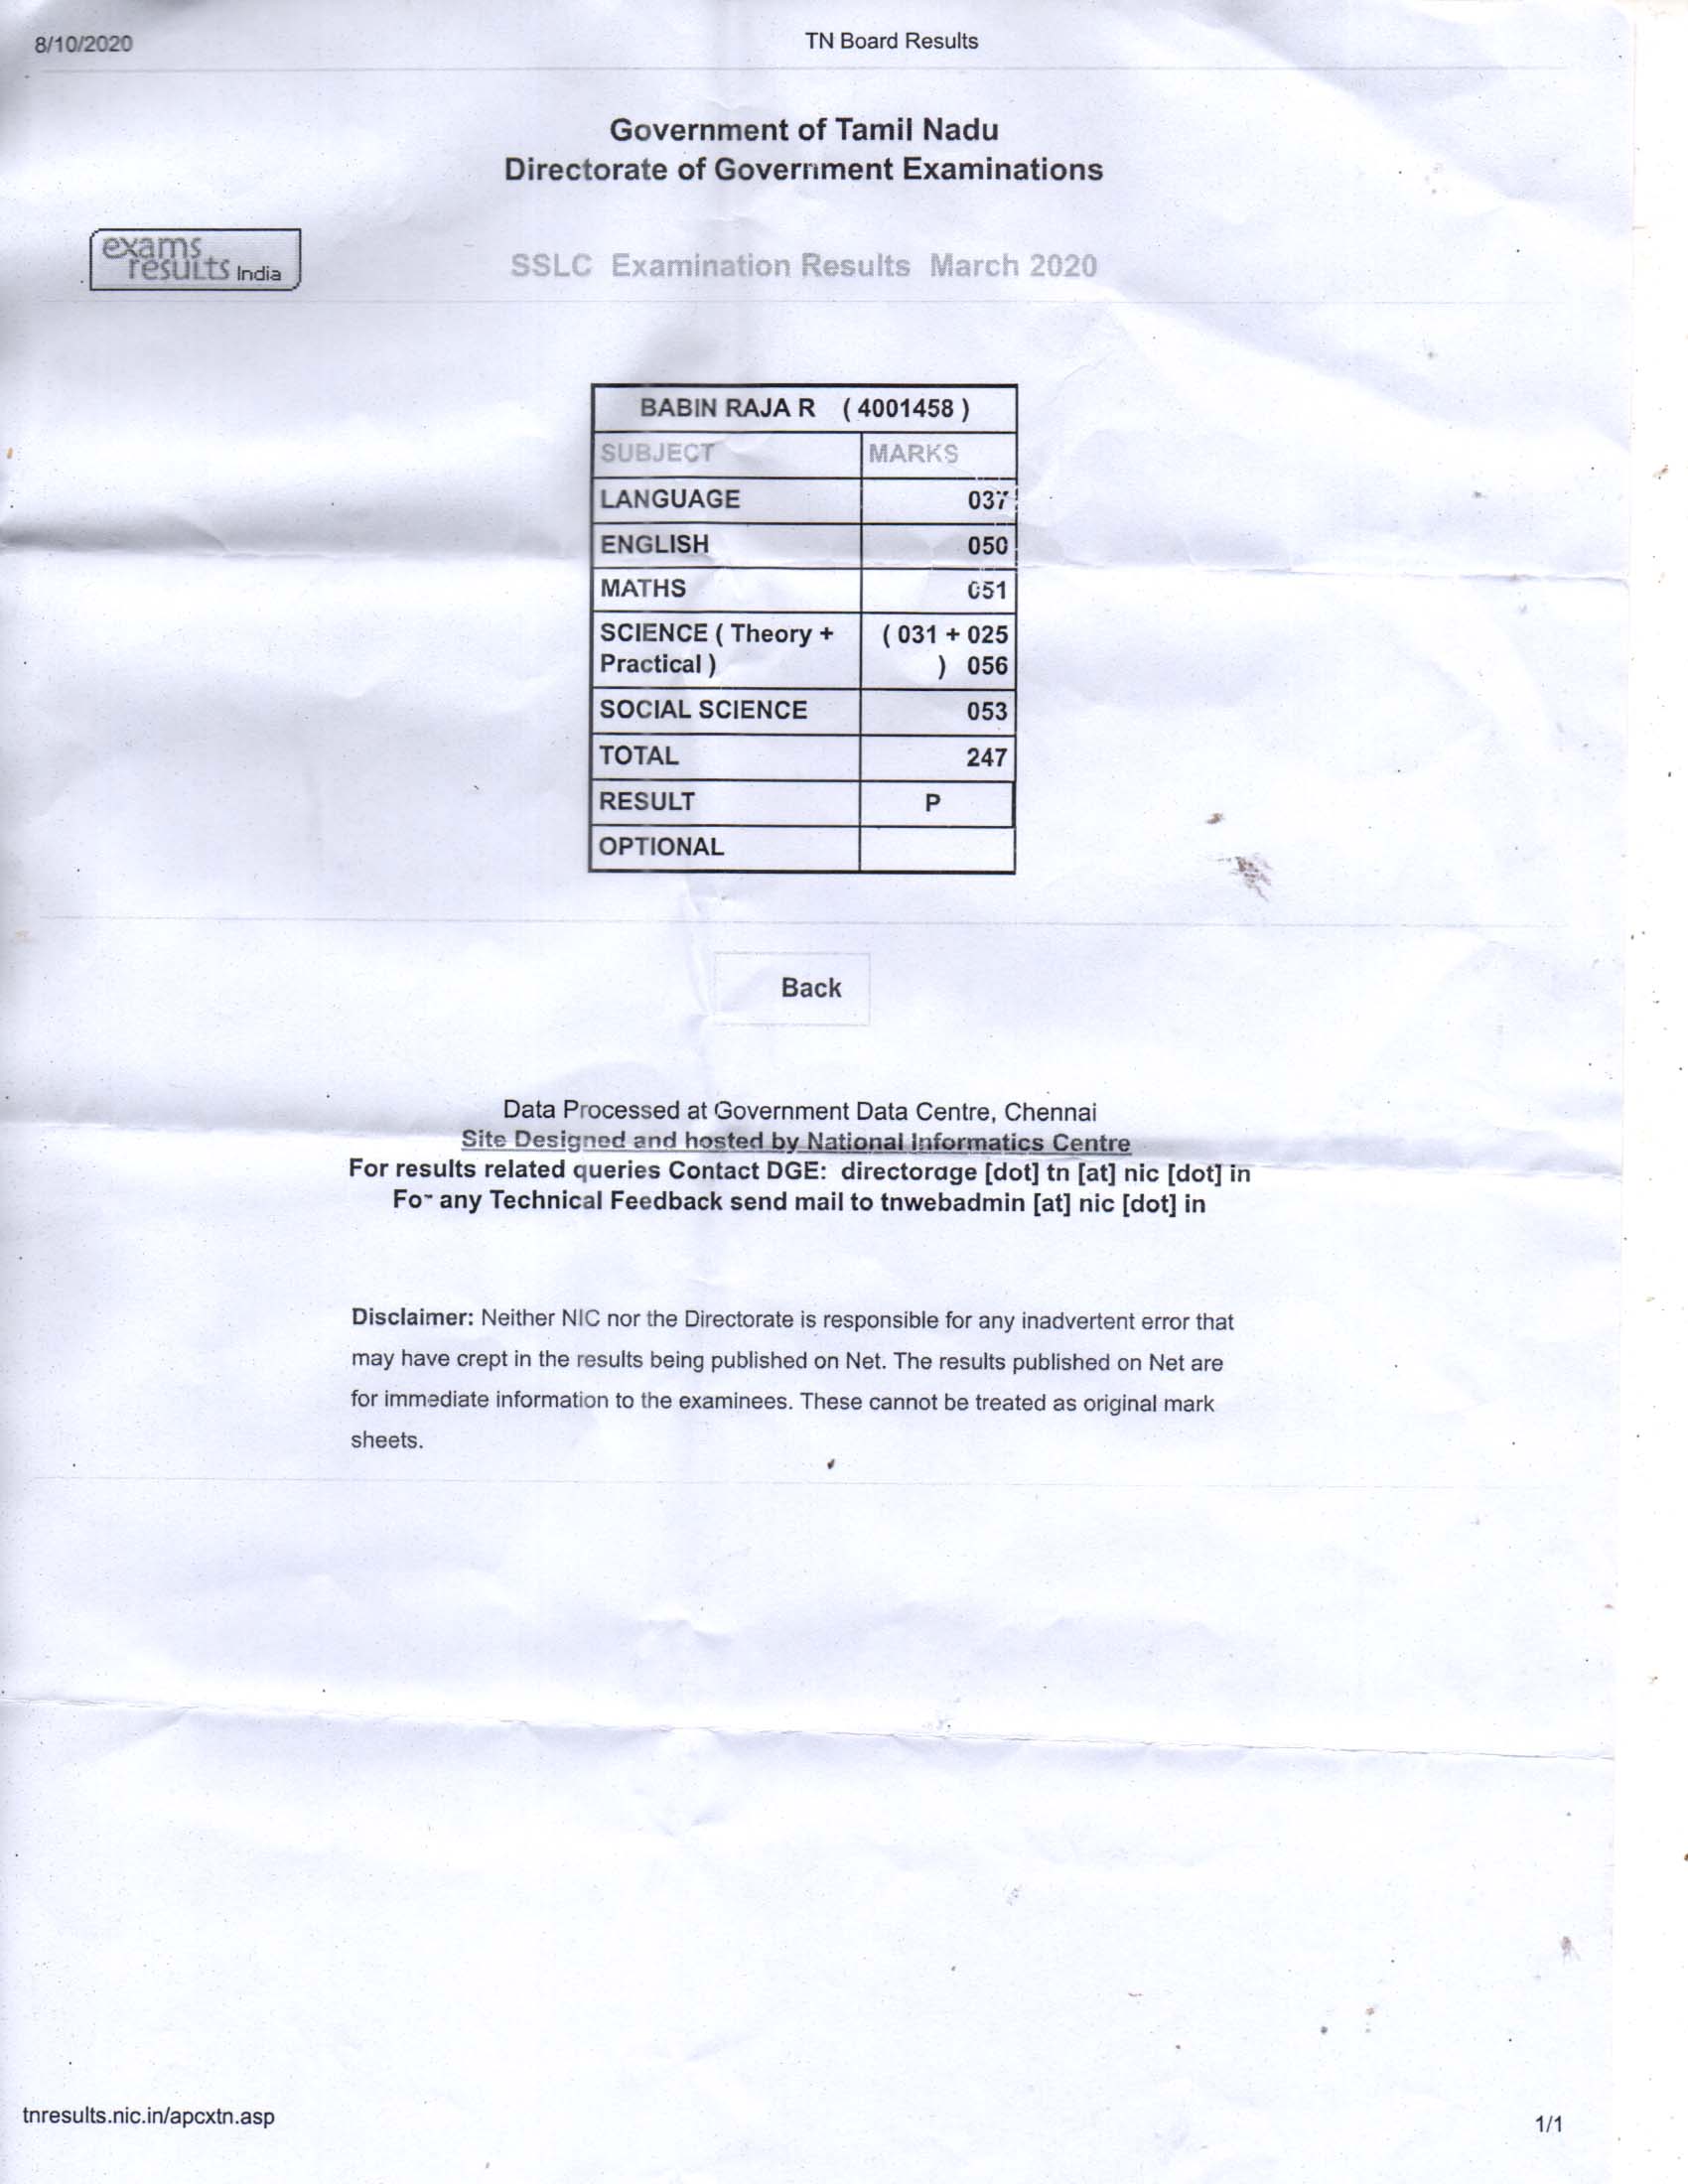 8/10/2020
TN Board Results
Government of Tamil Nadu
Directorate of Government Examinations
exams
results India
SSLC Examination Results March 2020
BABIN RAJA R ( 4001458 )
SUBJECT MARKS
LANGUAGE 037
ENGLISH 050
MATHS 051
SCIENCE ( Theory + ( 031 + 025
Practical ) ) 056
SOCIAL SCIENCE 053
TOTAL 247
RESULT P
OPTIONAL
Back
Data Processed at Government Data Centre, Chennai
Site Designed and hosted by National Informatics Centre
For results related queries Contact DGE: directorage [dot] tn [at] nic [dot] in
For any Technical Feedback send mail to tnwebadmin [at] nic [dot] in
Disclaimer: Neither NIC nor the Directorate is responsible for any inadvertent error that
may have crept in the results being published on Net. The results published on Net are
for immediate information to the examinees. These cannot be treated as original mark
sheets.
tnresults.nic.in/apcxtn.asp
1/1